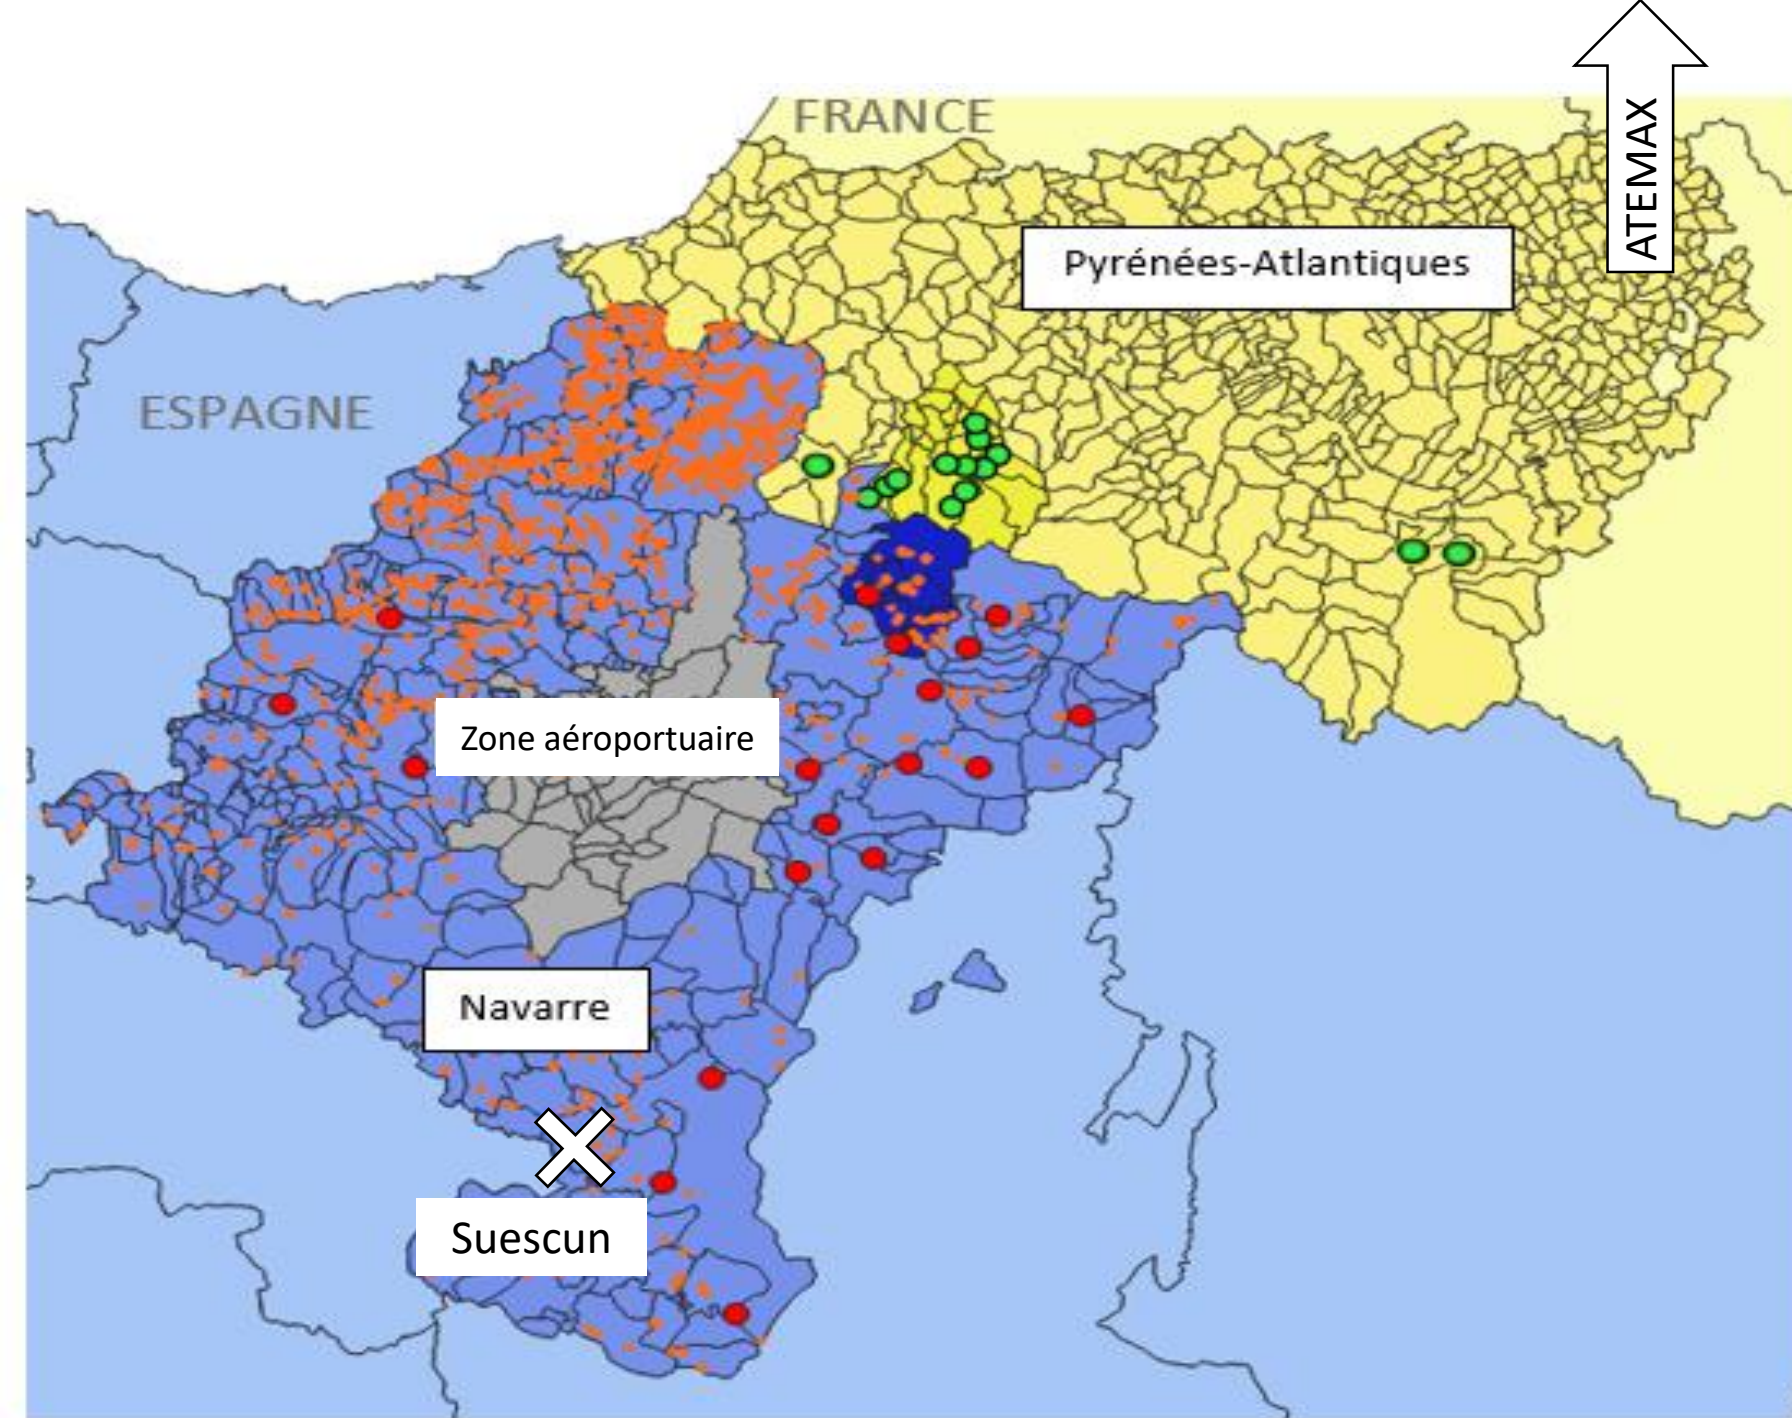 FRANCE
ATEMAX
Pyrénées-Atlantiques
ESPAGNE
Zone aéroportuaire
Navarre
Suescun